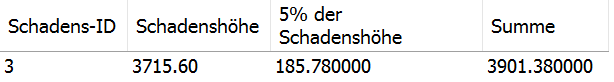 Schadens-ID Schadenshöhe 5% der Schadenshöhe Summe
3 3715.60 185.780000 3901.380000